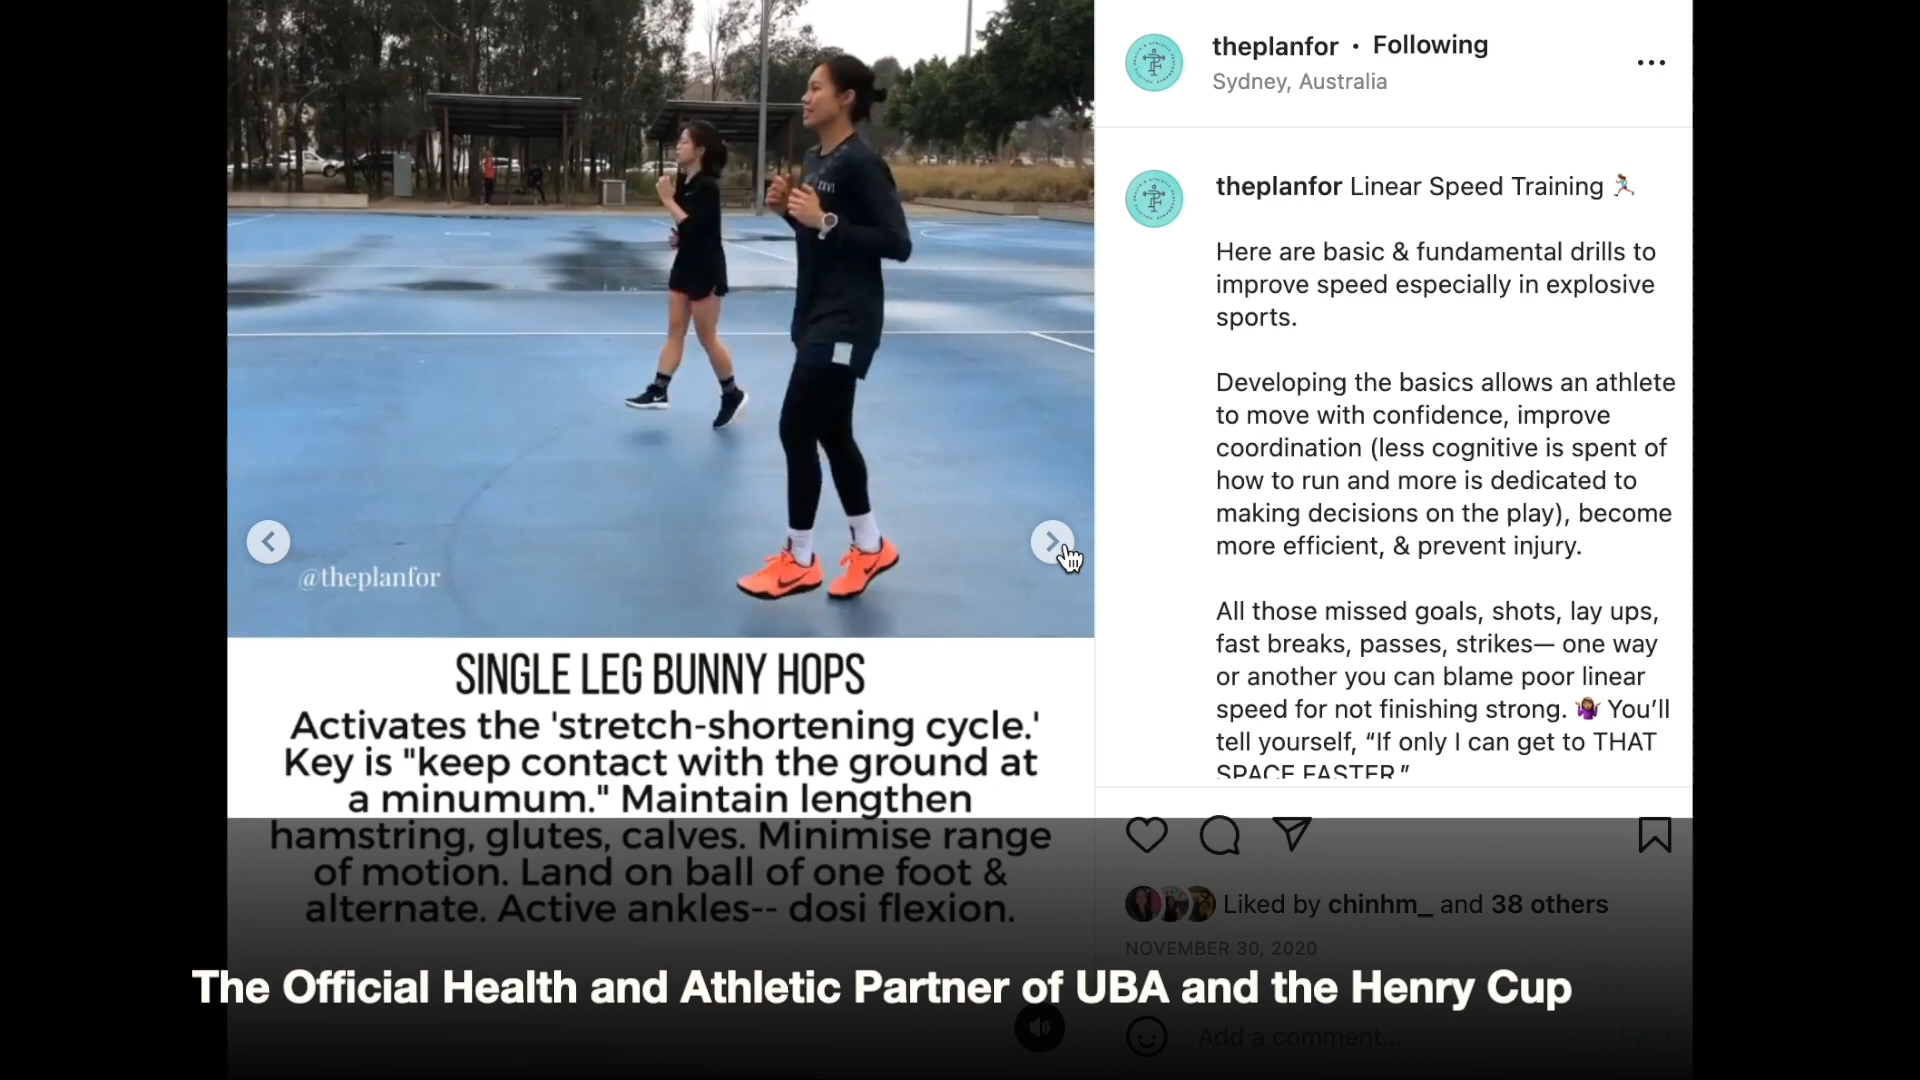 theplanfor • Following
Sydney, Australia
theplanfor Linear Speed Training
Here are basic & fundamental drills to
improve speed especially in explosive
sports.
Developing the basics allows an athlete
to move with confidence, improve
coordination (less cognitive is spent of
how to run and more is dedicated to
making decisions on the play), become
more efficient, & prevent injury.
All those missed goals, shots, lay ups,
fast breaks, passes, strikes— one way
or another you can blame poor linear
speed for not finishing strong. You’ll
tell yourself, “If only I can get to THAT
SPACE FASTER.”
Liked by chinhm_ and 38 others
NOVEMBER 30, 2020
Add a comment...
Post
@theplanfor
SINGLE LEG BUNNY HOPS
Activates the 'stretch-shortening cycle.'
Key is "keep contact with the ground at
a minumum." Maintain lengthen
hamstring, glutes, calves. Minimise range
of motion. Land on ball of one foot &
alternate. Active ankles-- dosi flexion.
The Official Health and Athletic Partner of UBA and the Henry Cup